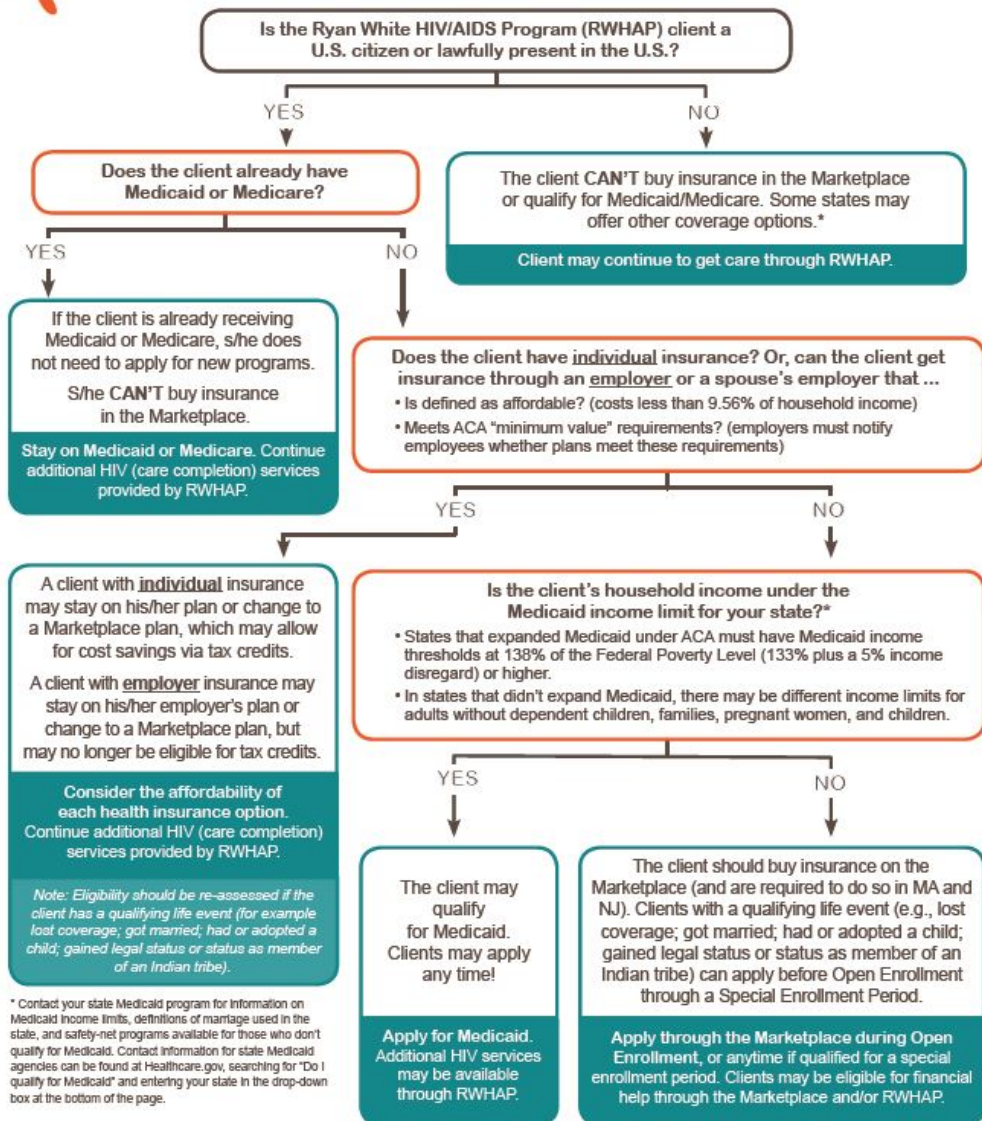 Is the Ryan White HIV/AIDS Program (RWHAP) client a
U.S. citizen or lawfully present in the U.S.?
YES
NO
Does the client already have
Medicaid or Medicare?
The client CAN'T buy insurance in the Marketplace
or qualify for Medicaid/Medicare. Some states may
offer other coverage options.*
Client may continue to get care through RWHAP.
YES
NO
If the client is already receiving
Medicaid or Medicare, s/he does
not need to apply for new programs.
S/he CAN'T buy insurance
in the Marketplace.
Stay on Medicaid or Medicare. Continue
additional HIV (care completion) services
provided by RWHAP.
Does the client have individual insurance? Or, can the client get
insurance through an employer or a spouse's employer that ...
• Is defined as affordable? (costs less than 9.56% of household income)
• Meets ACA "minimum value" requirements? (employers must notify
employees whether plans meet these requirements)
YES
NO
A client with individual insurance
may stay on his/her plan or change to
a Marketplace plan, which may allow
for cost savings via tax credits.
A client with employer insurance may
stay on his/her employer's plan or
change to a Marketplace plan, but
may no longer be eligible for tax credits.
Consider the affordability of
each health insurance option.
Continue additional HIV (care completion)
services provided by RWHAP.
Note: Eligibility should be re-assessed if the
client has a qualifying life event (for example
lost coverage; got married; had or adopted a
child; gained legal status or status as member
of an Indian tribe).
Is the client's household income under the
Medicaid income limit for your state?*
• States that expanded Medicaid under ACA must have Medicaid income
thresholds at 138% of the Federal Poverty Level (133% plus a 5% income
disregard) or higher.
• In states that didn't expand Medicaid, there may be different income limits for
adults without dependent children, families, pregnant women, and children.
YES
NO
The client may
qualify
for Medicaid.
Clients may apply
any time!
Apply for Medicaid.
Additional HIV services
may be available
through RWHAP.
The client should buy insurance on the
Marketplace (and are required to do so in MA and
NJ). Clients with a qualifying life event (e.g., lost
coverage; got married; had or adopted a child;
gained legal status or status as member of an
Indian tribe) can apply before Open Enrollment
through a Special Enrollment Period.
Apply through the Marketplace during Open
Enrollment, or anytime if qualified for a special
enrollment period. Clients may be eligible for financial
help through the Marketplace and/or RWHAP.
* Contact your state Medicaid program for information on
Medicaid income limits, definitions of marriage used in the
state, and safety-net programs available for those who don't
qualify for Medicaid. Contact information for state Medicaid
agencies can be found at Healthcare.gov, searching for "Do I
qualify for Medicaid" and entering your state in the drop-down
box at the bottom of the page.